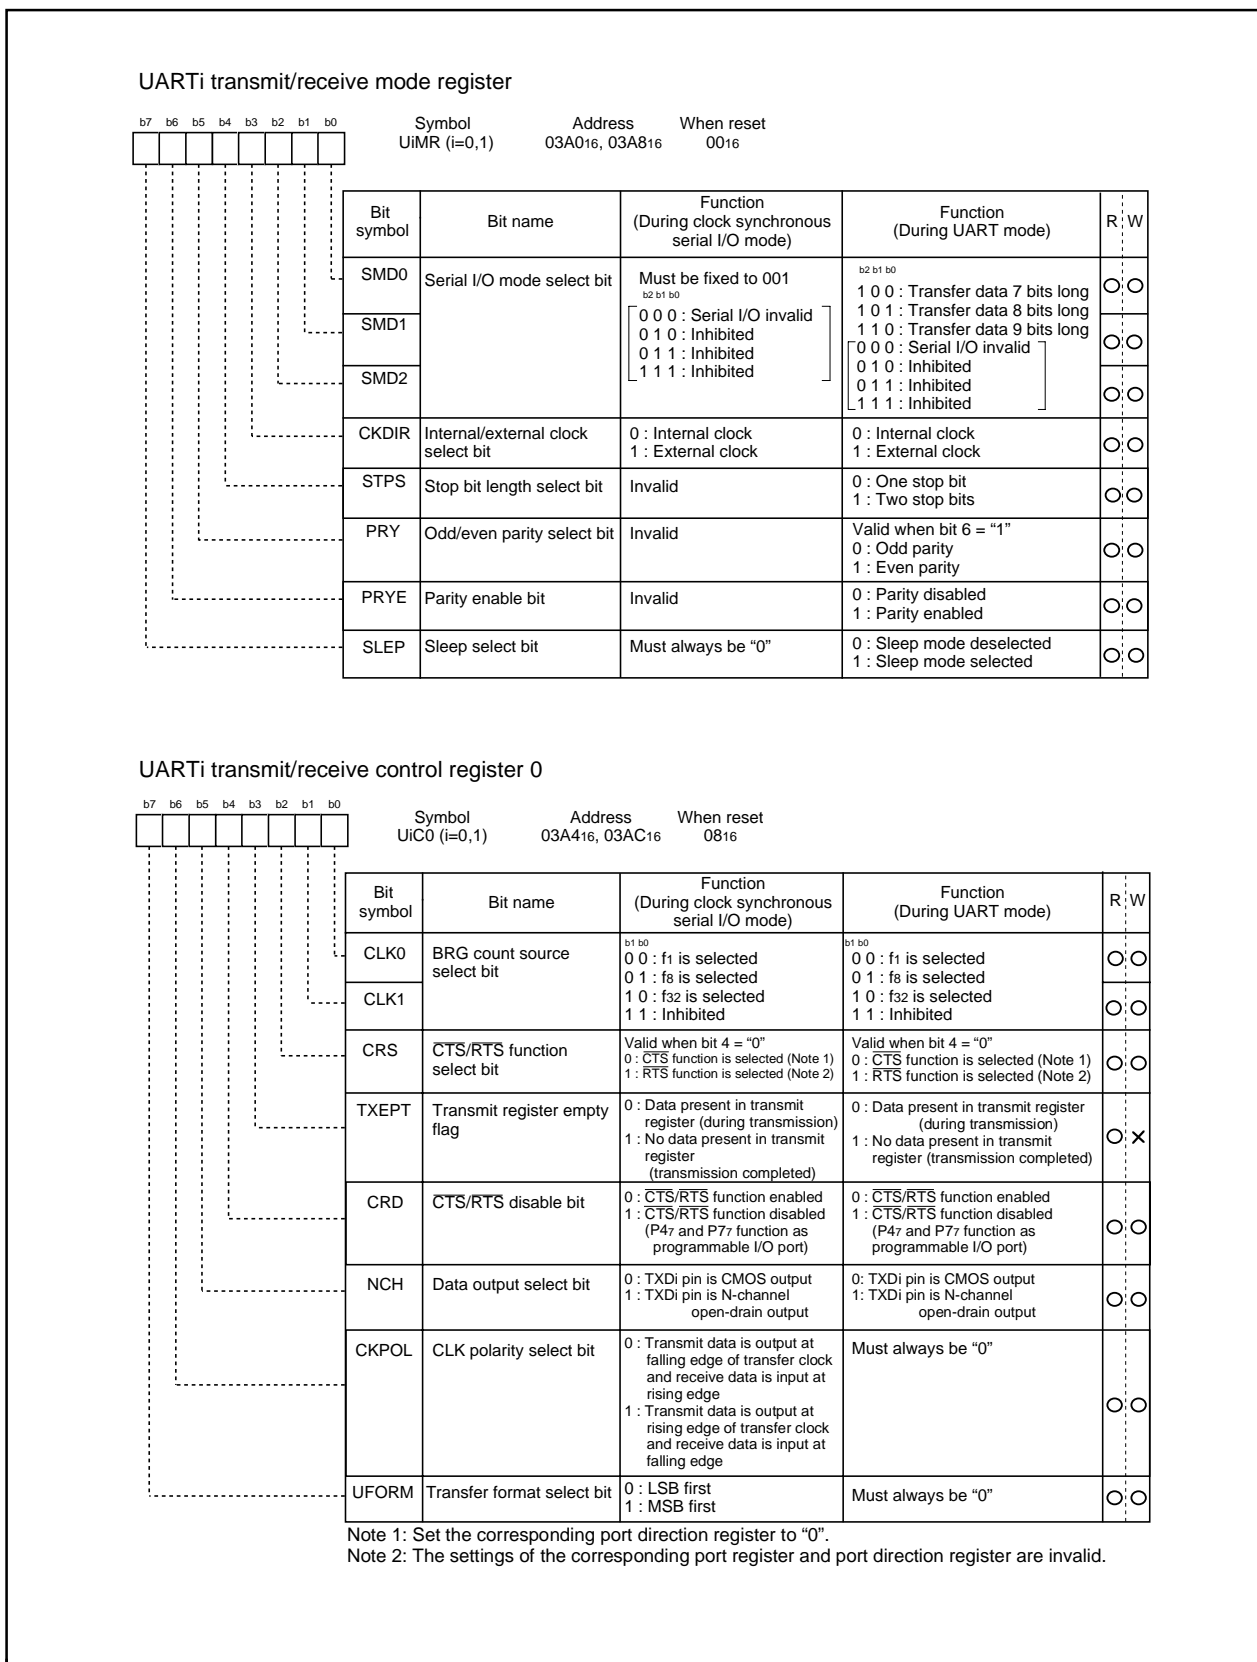 UARTi transmit/receive mode register
b7 b6 b5 b4 b3 b2 b1 b0
Symbol Address When reset
UiMR (i=0,1) 03A016, 03A816 0016
Bit symbol Bit name Function (During clock synchronous serial I/O mode) Function (During UART mode) R W
SMD0 Serial I/O mode select bit
SMD1
SMD2
Must be fixed to 001
b2 b1 b0
0 0 0 : Serial I/O invalid
0 1 0 : Inhibited
0 1 1 : Inhibited
1 1 1 : Inhibited
b2 b1 b0
1 0 0 : Transfer data 7 bits long
1 0 1 : Transfer data 8 bits long
1 1 0 : Transfer data 9 bits long
0 0 0 : Serial I/O invalid
0 1 0 : Inhibited
0 1 1 : Inhibited
1 1 1 : Inhibited
CKDIR Internal/external clock select bit
0 : Internal clock
1 : External clock
0 : Internal clock
1 : External clock
STPS Stop bit length select bit Invalid
0 : One stop bit
1 : Two stop bits
PRY Odd/even parity select bit Invalid
Valid when bit 6 = “1”
0 : Odd parity
1 : Even parity
PRYE Parity enable bit Invalid
0 : Parity disabled
1 : Parity enabled
SLEP Sleep select bit Must always be “0”
0 : Sleep mode deselected
1 : Sleep mode selected
UARTi transmit/receive control register 0
b7 b6 b5 b4 b3 b2 b1 b0
Symbol Address When reset
UiC0 (i=0,1) 03A416, 03AC16 0816
Bit symbol Bit name Function (During clock synchronous serial I/O mode) Function (During UART mode) R W
CLK0 BRG count source select bit
CLK1
b1 b0
0 0 : f1 is selected
0 1 : f8 is selected
1 0 : f32 is selected
1 1 : Inhibited
b1 b0
0 0 : f1 is selected
0 1 : f8 is selected
1 0 : f32 is selected
1 1 : Inhibited
CRS CTS/RTS function select bit
Valid when bit 4 = “0”
0 : CTS function is selected (Note 1)
1 : RTS function is selected (Note 2)
Valid when bit 4 = “0”
0 : CTS function is selected (Note 1)
1 : RTS function is selected (Note 2)
TXEPT Transmit register empty flag
0 : Data present in transmit
register (during transmission)
1 : No data present in transmit
register
(transmission completed)
0 : Data present in transmit register
(during transmission)
1 : No data present in transmit
register (transmission completed)
CRD CTS/RTS disable bit
0 : CTS/RTS function enabled
1 : CTS/RTS function disabled
(P47 and P77 function as
programmable I/O port)
0 : CTS/RTS function enabled
1 : CTS/RTS function disabled
(P47 and P77 function as
programmable I/O port)
NCH Data output select bit
0 : TXDi pin is CMOS output
1 : TXDi pin is N-channel
open-drain output
0: TXDi pin is CMOS output
1: TXDi pin is N-channel
open-drain output
CKPOL CLK polarity select bit
0 : Transmit data is output at
falling edge of transfer clock
and receive data is input at
rising edge
1 : Transmit data is output at
rising edge of transfer clock
and receive data is input at
falling edge
Must always be “0”
UFORM Transfer format select bit
0 : LSB first
1 : MSB first
Must always be “0”
Note 1: Set the corresponding port direction register to “0”.
Note 2: The settings of the corresponding port register and port direction register are invalid.